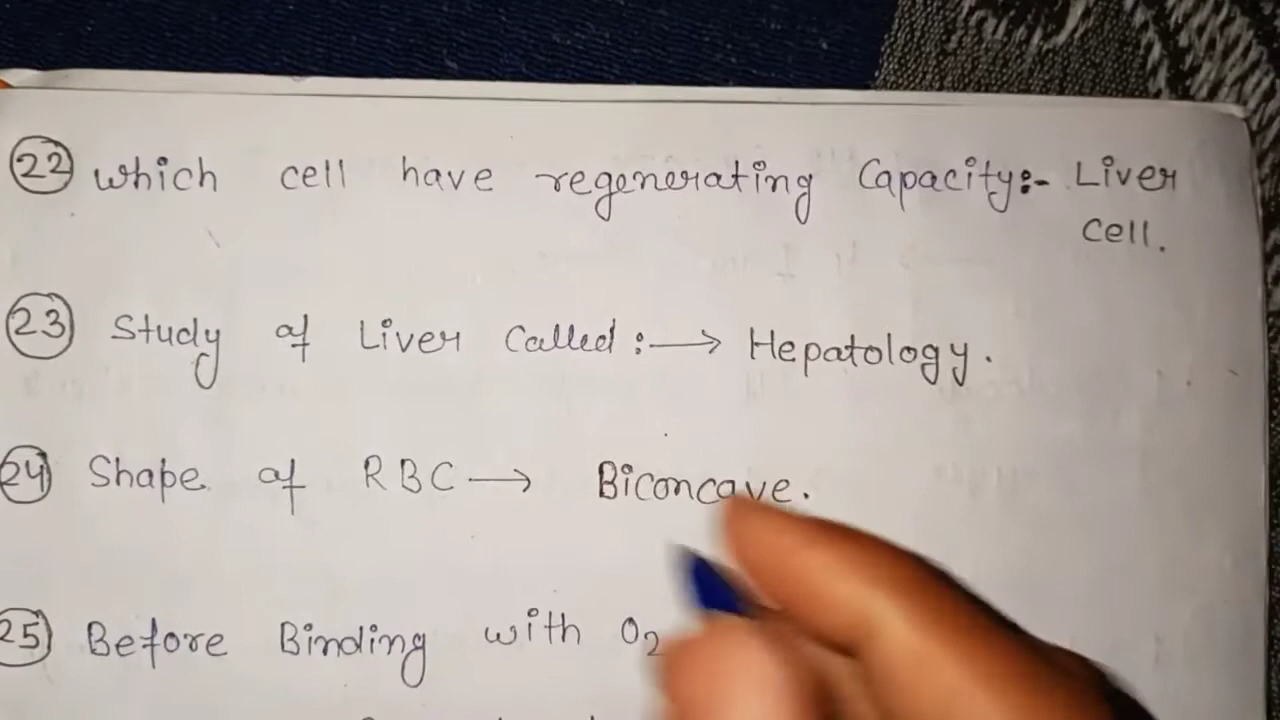 22 which cell have regenerating Capacity:- Liver
cell.
23 Study of Liver Called :→ Hepatology.
24 Shape of RBC → Biconcave.
25 Before Binding with O2